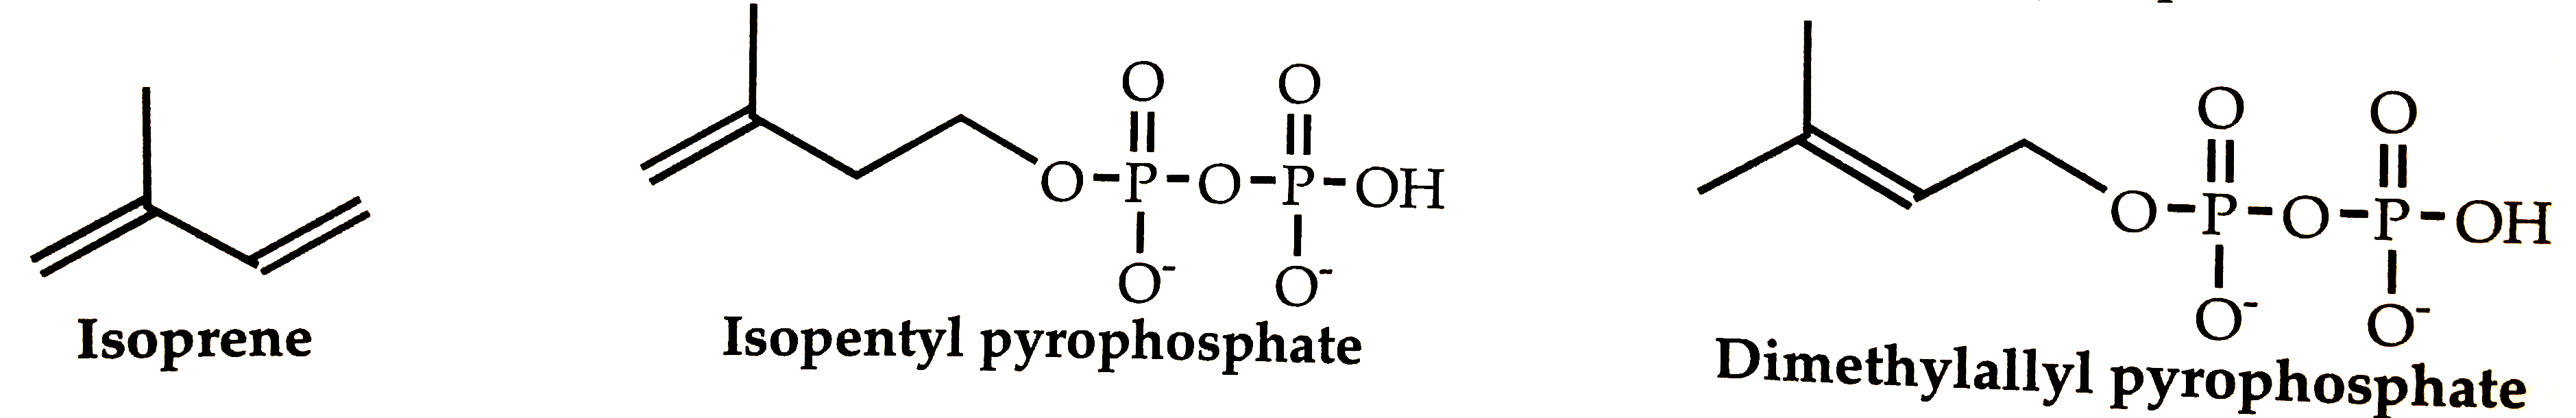 Isoprene
O O
O-P-O-P-OH
O- O-
Isopentyl pyrophosphate
O O
O-P-O-P-OH
O- O-
Dimethylallyl pyrophosphate